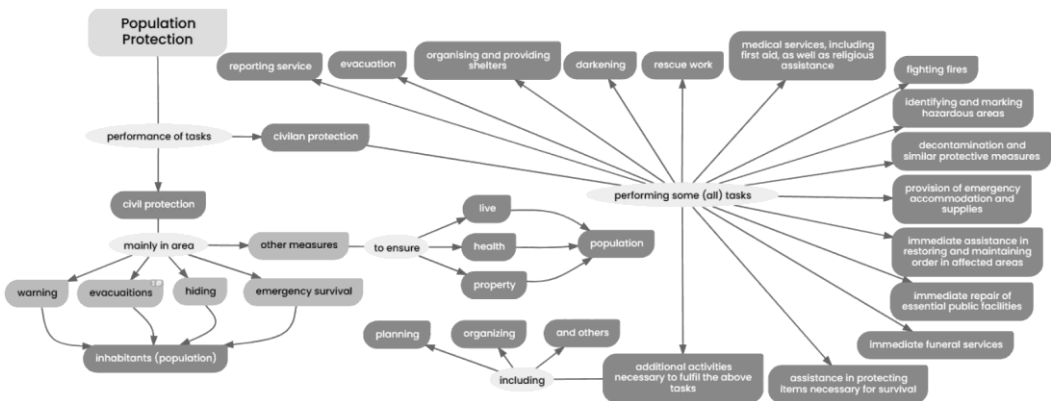 Population
Protection
reporting service
evacuation
organising and providing
shelters
darkening
rescue work
medical services, including
first aid, as well as religious
assistance
fighting fires
identifying and marking
hazardous areas
performance of tasks
civilan protection
decontamination and
similar protective measures
performing some (all) tasks
provision of emergency
accommodation and
supplies
civil protection
live
mainly in area
other measures
to ensure
health
population
immediate assistance in
restoring and maintaining
order in affected areas
property
warning
evacuaitions
hiding
emergency survival
immediate repair of
essential public facilities
planning
organizing
and others
immediate funeral services
inhabitants (population)
including
additional activities
necessary to fulfil the above
tasks
assistance in protecting
items necessary for survival